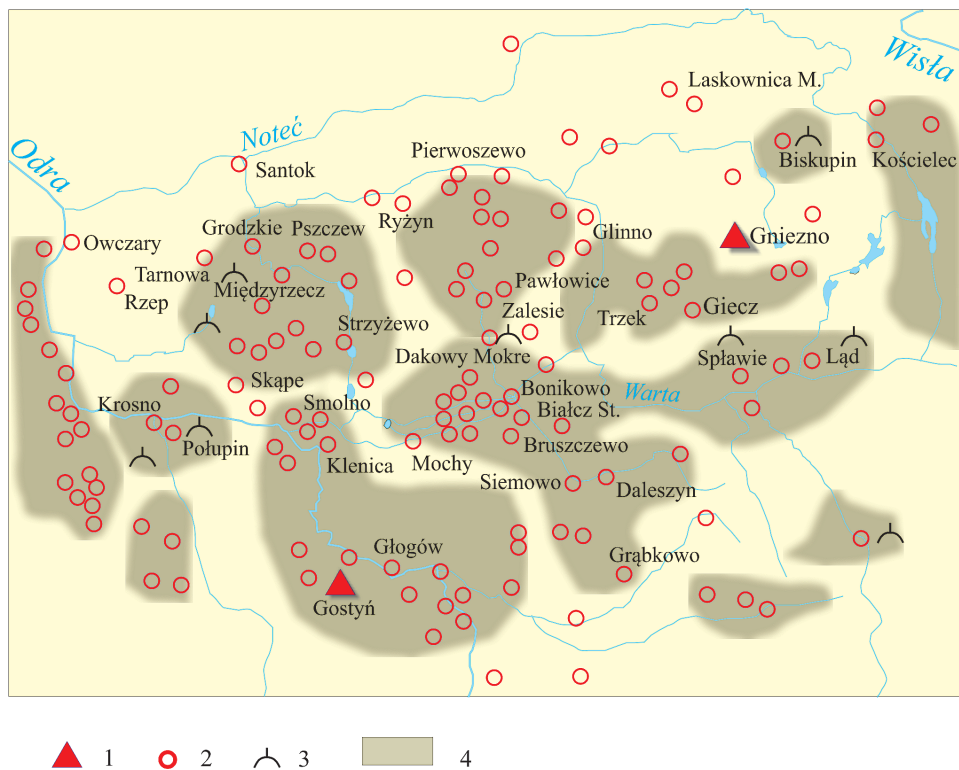 Wisła
Laskownica M.
Noteć
Odra
Santok
Pierwoszewo
Biskupin
Kościelec
Ryżyn
Grodzkie
Pszczew
Glinno
Gniezno
Owczary
Tarnowa
Rzep
Międzyrzecz
Pawłowice
Zalesie
Trzek
Giecz
Strzyżewo
Dakowy Mokre
Spławie
Ląd
Skape
Bonikowo
Warta
Krosno
Smolno
Białcz St.
Połupin
Klenica
Mochy
Bruszczewo
Siemowo
Daleszyn
Głogów
Grąbkowo
Gostyń
1
2
3
4